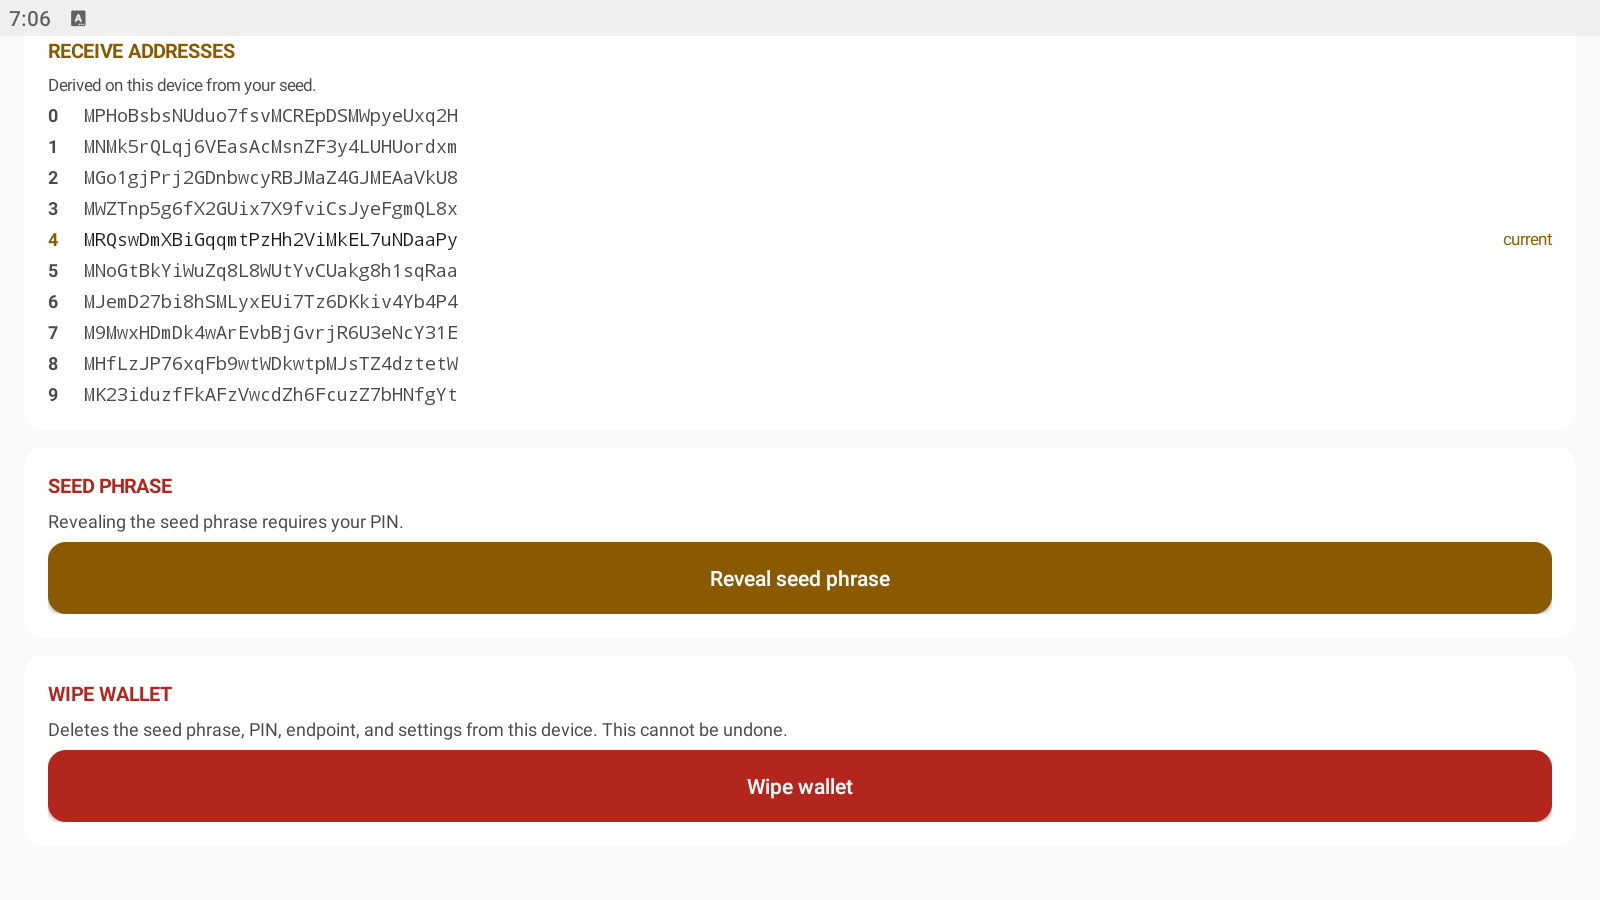 7:06
RECEIVE ADDRESSES
Derived on this device from your seed.
0 MPHoBsbsNUduo7fsvMCREpDSMWpyeUxq2H
1 MNMk5rQLqj6VEasAcMsnZF3y4LUHUordxm
2 MGo1gjPrj2GDnbwcyRBJMaZ4GJMEAaVkU8
3 MWZTnp5g6fX2GUix7X9fviCsJyeFgmQL8x
4 MRQswDmXBiGqqmtPzHh2ViMkEL7uNDaaPy current
5 MNoGtBkYiWuZq8L8WUtYvCUakg8h1sqRaa
6 MJemD27bi8hSMLyxEUi7Tz6DKkiv4Yb4P4
7 M9MwxHDmDk4wArEvbBjGvrjR6U3eNcY31E
8 MHfLzJP76xqFb9wtWDkwtpMJsTZ4dztetW
9 MK23iduzfFkAFzVwcdZh6FcuzZ7bHNfgYt
SEED PHRASE
Revealing the seed phrase requires your PIN.
Reveal seed phrase
WIPE WALLET
Deletes the seed phrase, PIN, endpoint, and settings from this device. This cannot be undone.
Wipe wallet